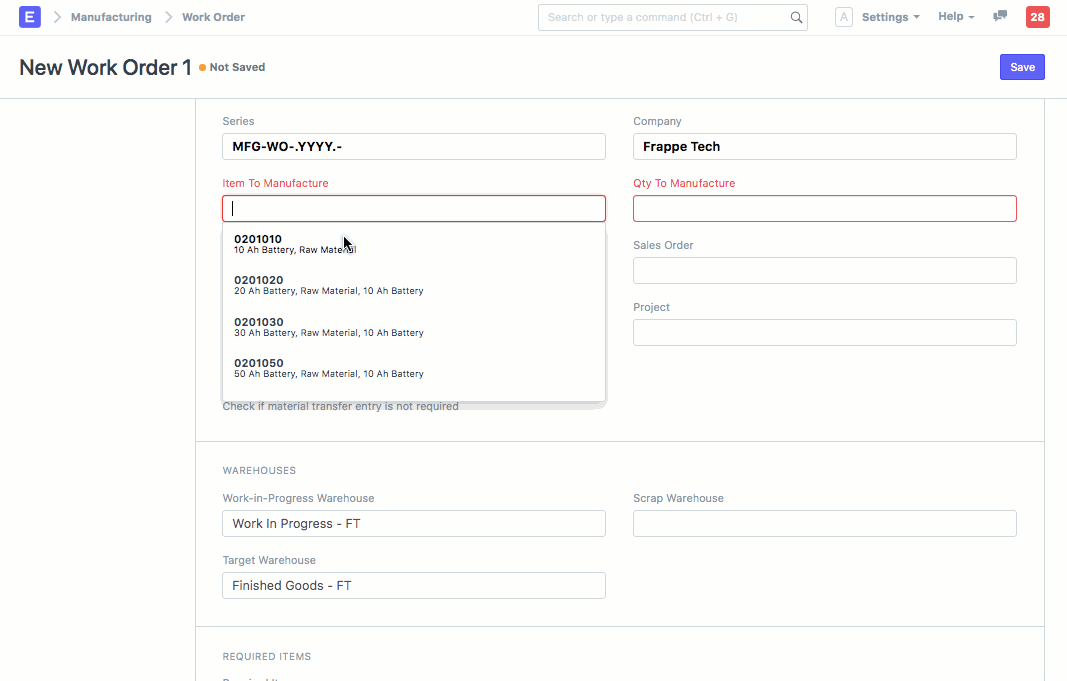 E Manufacturing Work Order Search or type a command (Ctrl + G) A Settings Help 28
New Work Order 1 Not Saved Save
Series Company
MFG-WO-.YYYY.- Frappe Tech
Item To Manufacture Qty To Manufacture
0201010
10 Ah Battery, Raw Material
Sales Order
0201020
20 Ah Battery, Raw Material, 10 Ah Battery
Project
0201030
30 Ah Battery, Raw Material, 10 Ah Battery
0201050
50 Ah Battery, Raw Material, 10 Ah Battery
Check if material transfer entry is not required
WAREHOUSES
Work-in-Progress Warehouse Scrap Warehouse
Work In Progress - FT
Target Warehouse
Finished Goods - FT
REQUIRED ITEMS